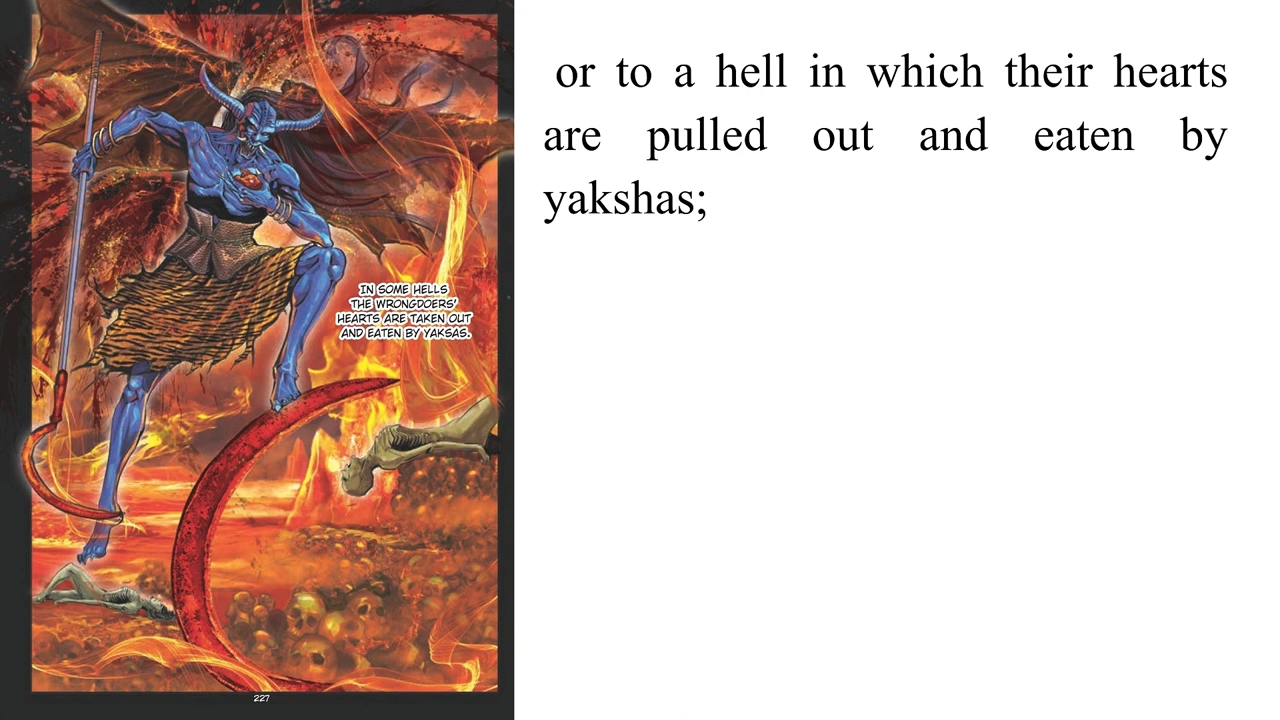 IN SOME HELLS
THE WRONGDOERS'
HEARTS ARE TAKEN OUT
AND EATEN BY YAKSAS.
227
or to a hell in which their hearts
are pulled out and eaten by
yakshas;